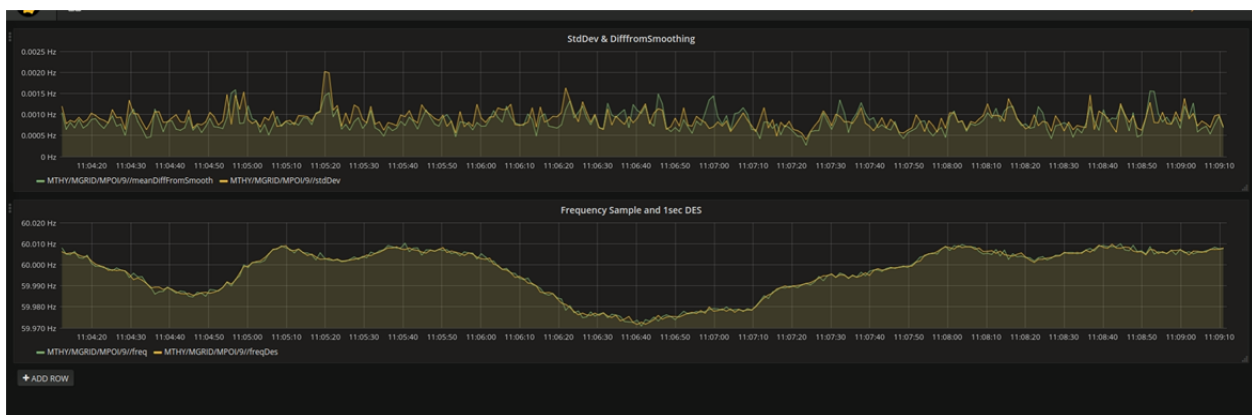 StdDev & DifffromSmoothing
0.0025 Hz
0.0020 Hz
0.0015 Hz
0.0010 Hz
0.0005 Hz
0 Hz
11:04:20 11:04:30 11:04:40 11:04:50 11:05:00 11:05:10 11:05:20 11:05:30 11:05:40 11:05:50 11:06:00 11:06:10 11:06:20 11:06:30 11:06:40 11:06:50 11:07:00 11:07:10 11:07:20 11:07:30 11:07:40 11:07:50 11:08:00 11:08:10 11:08:20 11:08:30 11:08:40 11:08:50 11:09:00 11:09:10
MTHY/MGRID/MPOI/9//meanDiffFromSmooth MTHY/MGRID/MPOI/9//stdDev
Frequency Sample and 1sec DES
60.020 Hz
60.010 Hz
60.000 Hz
59.990 Hz
59.980 Hz
59.970 Hz
11:04:20 11:04:30 11:04:40 11:04:50 11:05:00 11:05:10 11:05:20 11:05:30 11:05:40 11:05:50 11:06:00 11:06:10 11:06:20 11:06:30 11:06:40 11:06:50 11:07:00 11:07:10 11:07:20 11:07:30 11:07:40 11:07:50 11:08:00 11:08:10 11:08:20 11:08:30 11:08:40 11:08:50 11:09:00 11:09:10
MTHY/MGRID/MPOI/9//freq MTHY/MGRID/MPOI/9//freqDes
+ ADD ROW